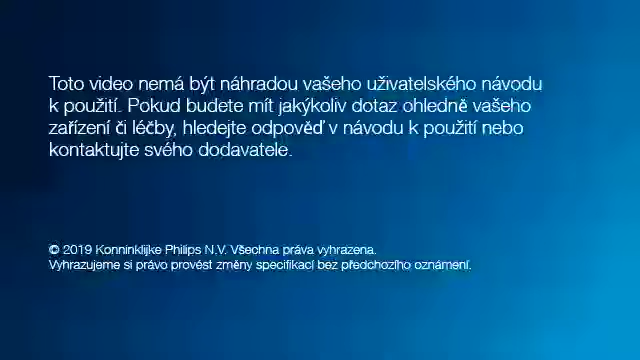 Toto video nemá být náhradou vašeho uživatelského návodu
k použití. Pokud budete mít jakýkoliv dotaz ohledně vašeho
zařízení či léčby, hledejte odpověď v návodu k použití nebo
kontaktujte svého dodavatele.
© 2019 Konninklijke Philips N.V. Všechna práva vyhrazena.
Vyhrazujeme si právo provést změny specifikací bez předchozího oznámení.